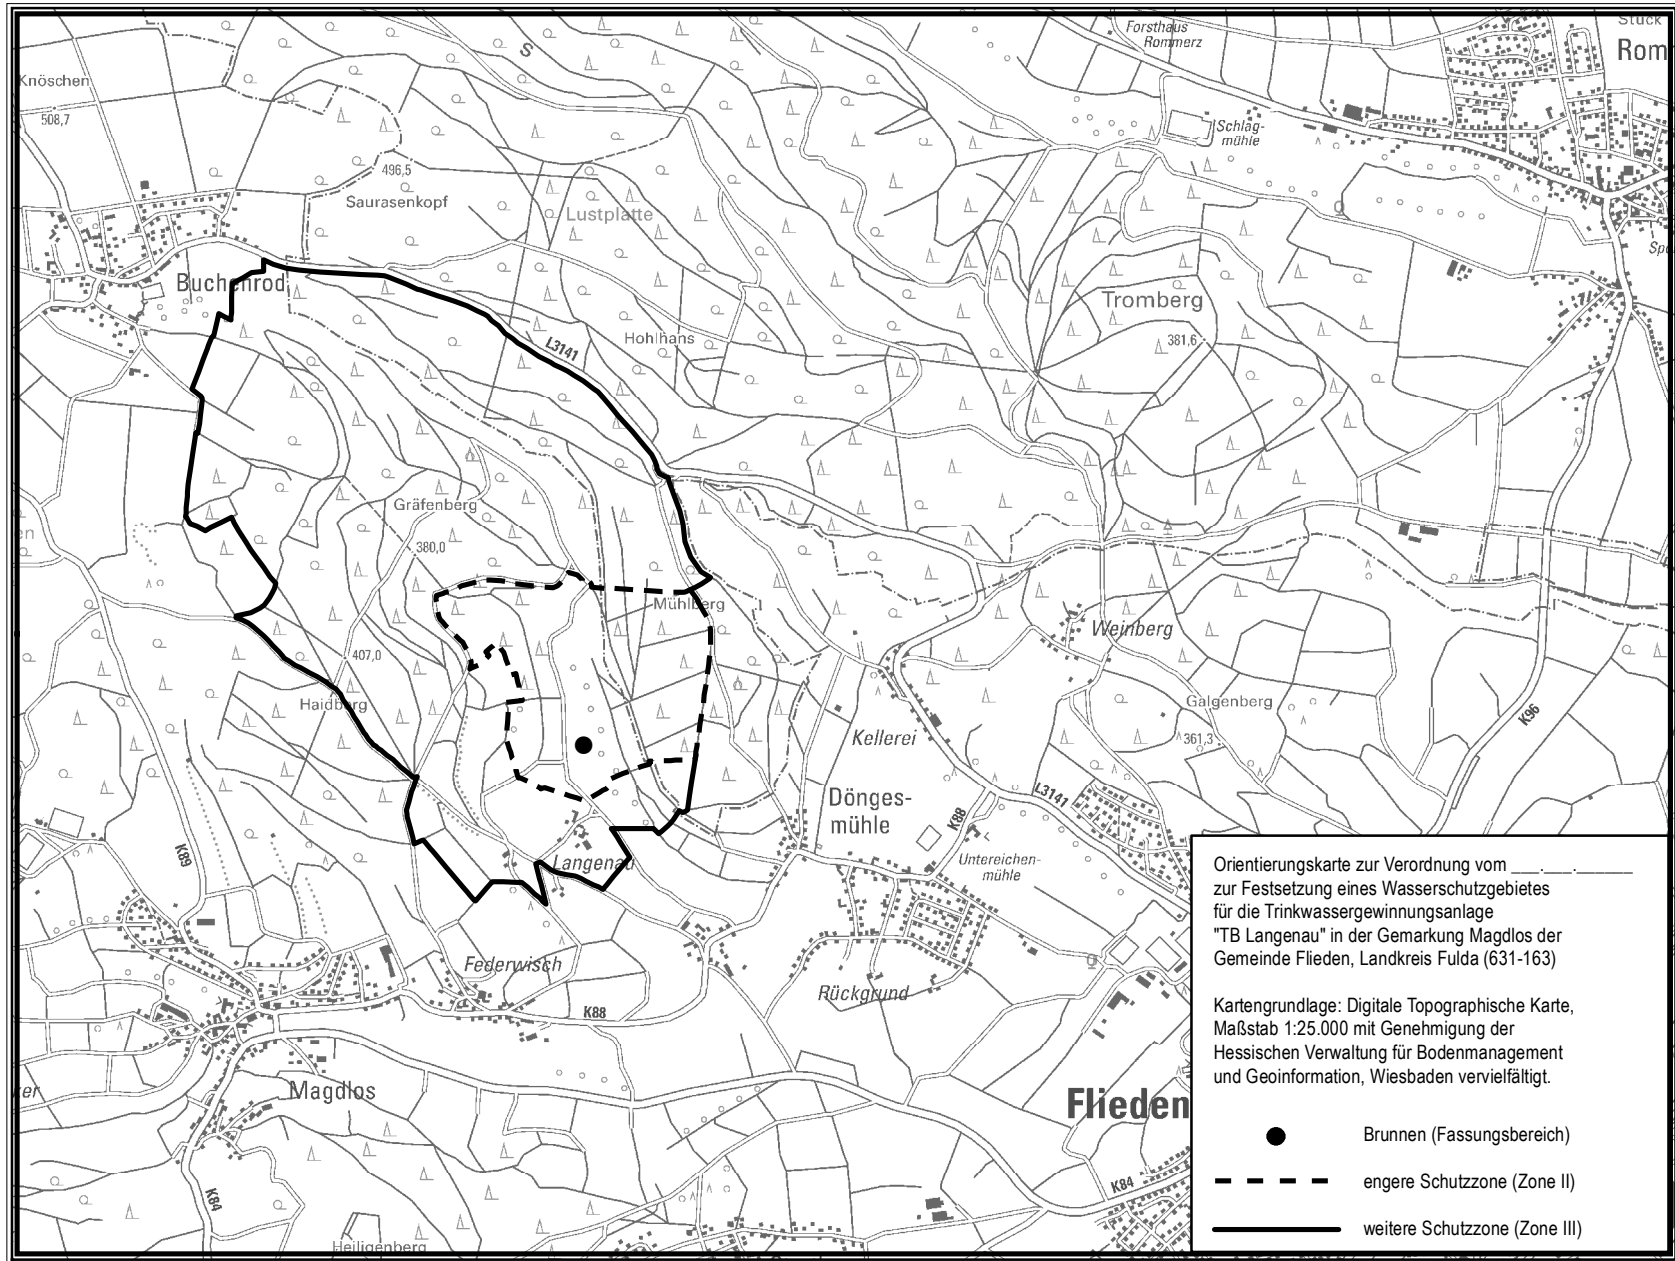 Stück
Forsthaus
Rommerz
Rom
Knöschen
508,7
S
Schlag-
mühle
496,5
Saurasenkopf
Lustplatte
Buchenrod
Tromberg
381,6
L3141
Hohlhans
Gräfenberg
380,0
Mühlberg
Weinberg
407,0
Haidberg
Galgenberg
361,3
K96
Kellerei
Dönges-
mühle
L3141
K88
K89
Langenau
Untereichen-
mühle
Federwisch
Rückgrund
K88
Magdlos
ker
Flieden
K84
K84
Heiligenberg
Orientierungskarte zur Verordnung vom ___.___.______
zur Festsetzung eines Wasserschutzgebietes
für die Trinkwassergewinnungsanlage
"TB Langenau" in der Gemarkung Magdlos der
Gemeinde Flieden, Landkreis Fulda (631-163)
Kartengrundlage: Digitale Topographische Karte,
Maßstab 1:25.000 mit Genehmigung der
Hessischen Verwaltung für Bodenmanagement
und Geoinformation, Wiesbaden vervielfältigt.
Brunnen (Fassungsbereich)
engere Schutzzone (Zone II)
weitere Schutzzone (Zone III)